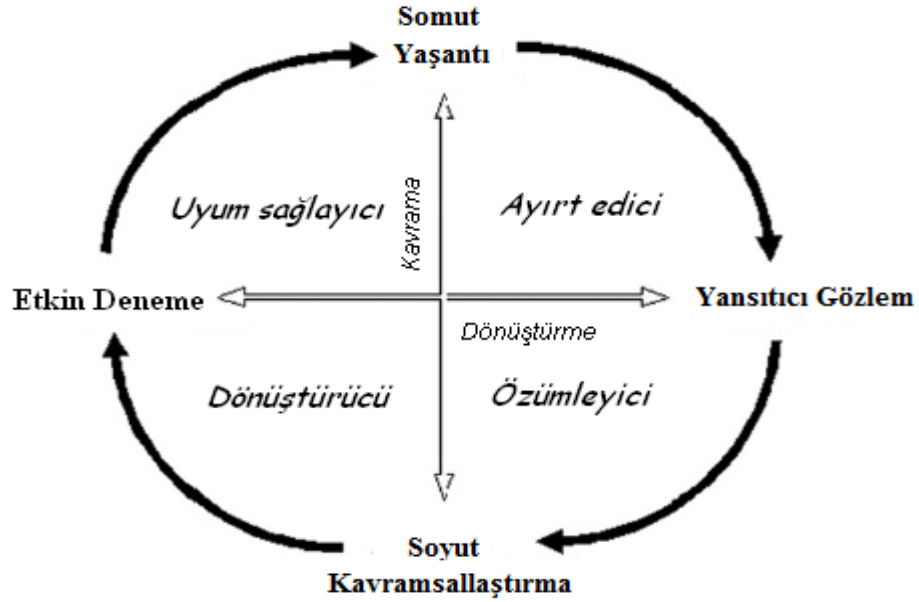 Somut
Yaşantı
Kavrama
Uyum sağlayıcı
Ayırt edici
Etkin Deneme
Yansıtıcı Gözlem
Dönüştürme
Dönüştürücü
Özümleyici
Soyut
Kavramsallaştırma